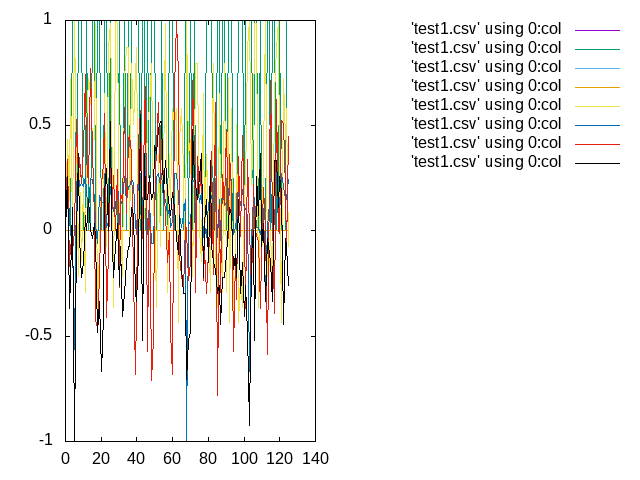 1
0.5
0
-0.5
-1
0 20 40 60 80 100 120 140
'test1.csv' using 0:col
'test1.csv' using 0:col
'test1.csv' using 0:col
'test1.csv' using 0:col
'test1.csv' using 0:col
'test1.csv' using 0:col
'test1.csv' using 0:col
'test1.csv' using 0:col